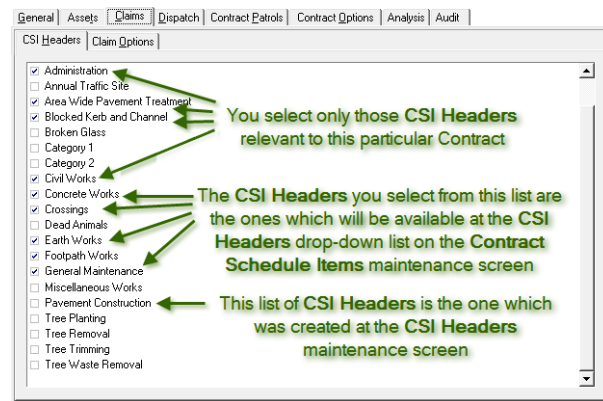 General Assets Claims Dispatch Contract Patrols Contract Options Analysis Audit
CSI Headers Claim Options
Administration
Annual Traffic Site
Area Wide Pavement Treatment
Blocked Kerb and Channel
Broken Glass
Category 1
Category 2
Civil Works
Concrete Works
Crossings
Dead Animals
Earth Works
Footpath Works
General Maintenance
Miscellaneous Works
Pavement Construction
Tree Planting
Tree Removal
Tree Trimming
Tree Waste Removal
You select only those CSI Headers
relevant to this particular Contract
The CSI Headers you select from this list are
the ones which will be available at the CSI
Headers drop-down list on the Contract
Schedule Items maintenance screen
This list of CSI Headers is the one which
was created at the CSI Headers
maintenance screen